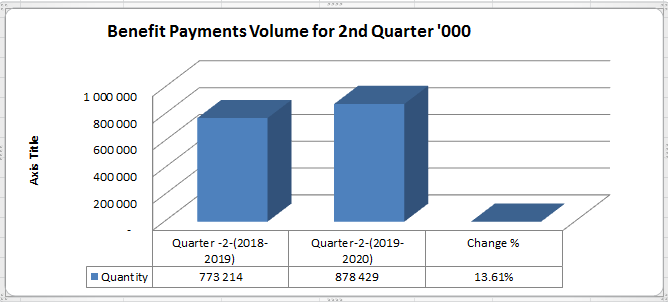 Benefit Payments Volume for 2nd Quarter '000
1 000 000
800 000
600 000
400 000
200 000
-
Axis Title
Quarter -2-(2018-
2019)
Quarter-2-(2019-
2020)
Change %
Quantity 773 214 878 429 13.61%